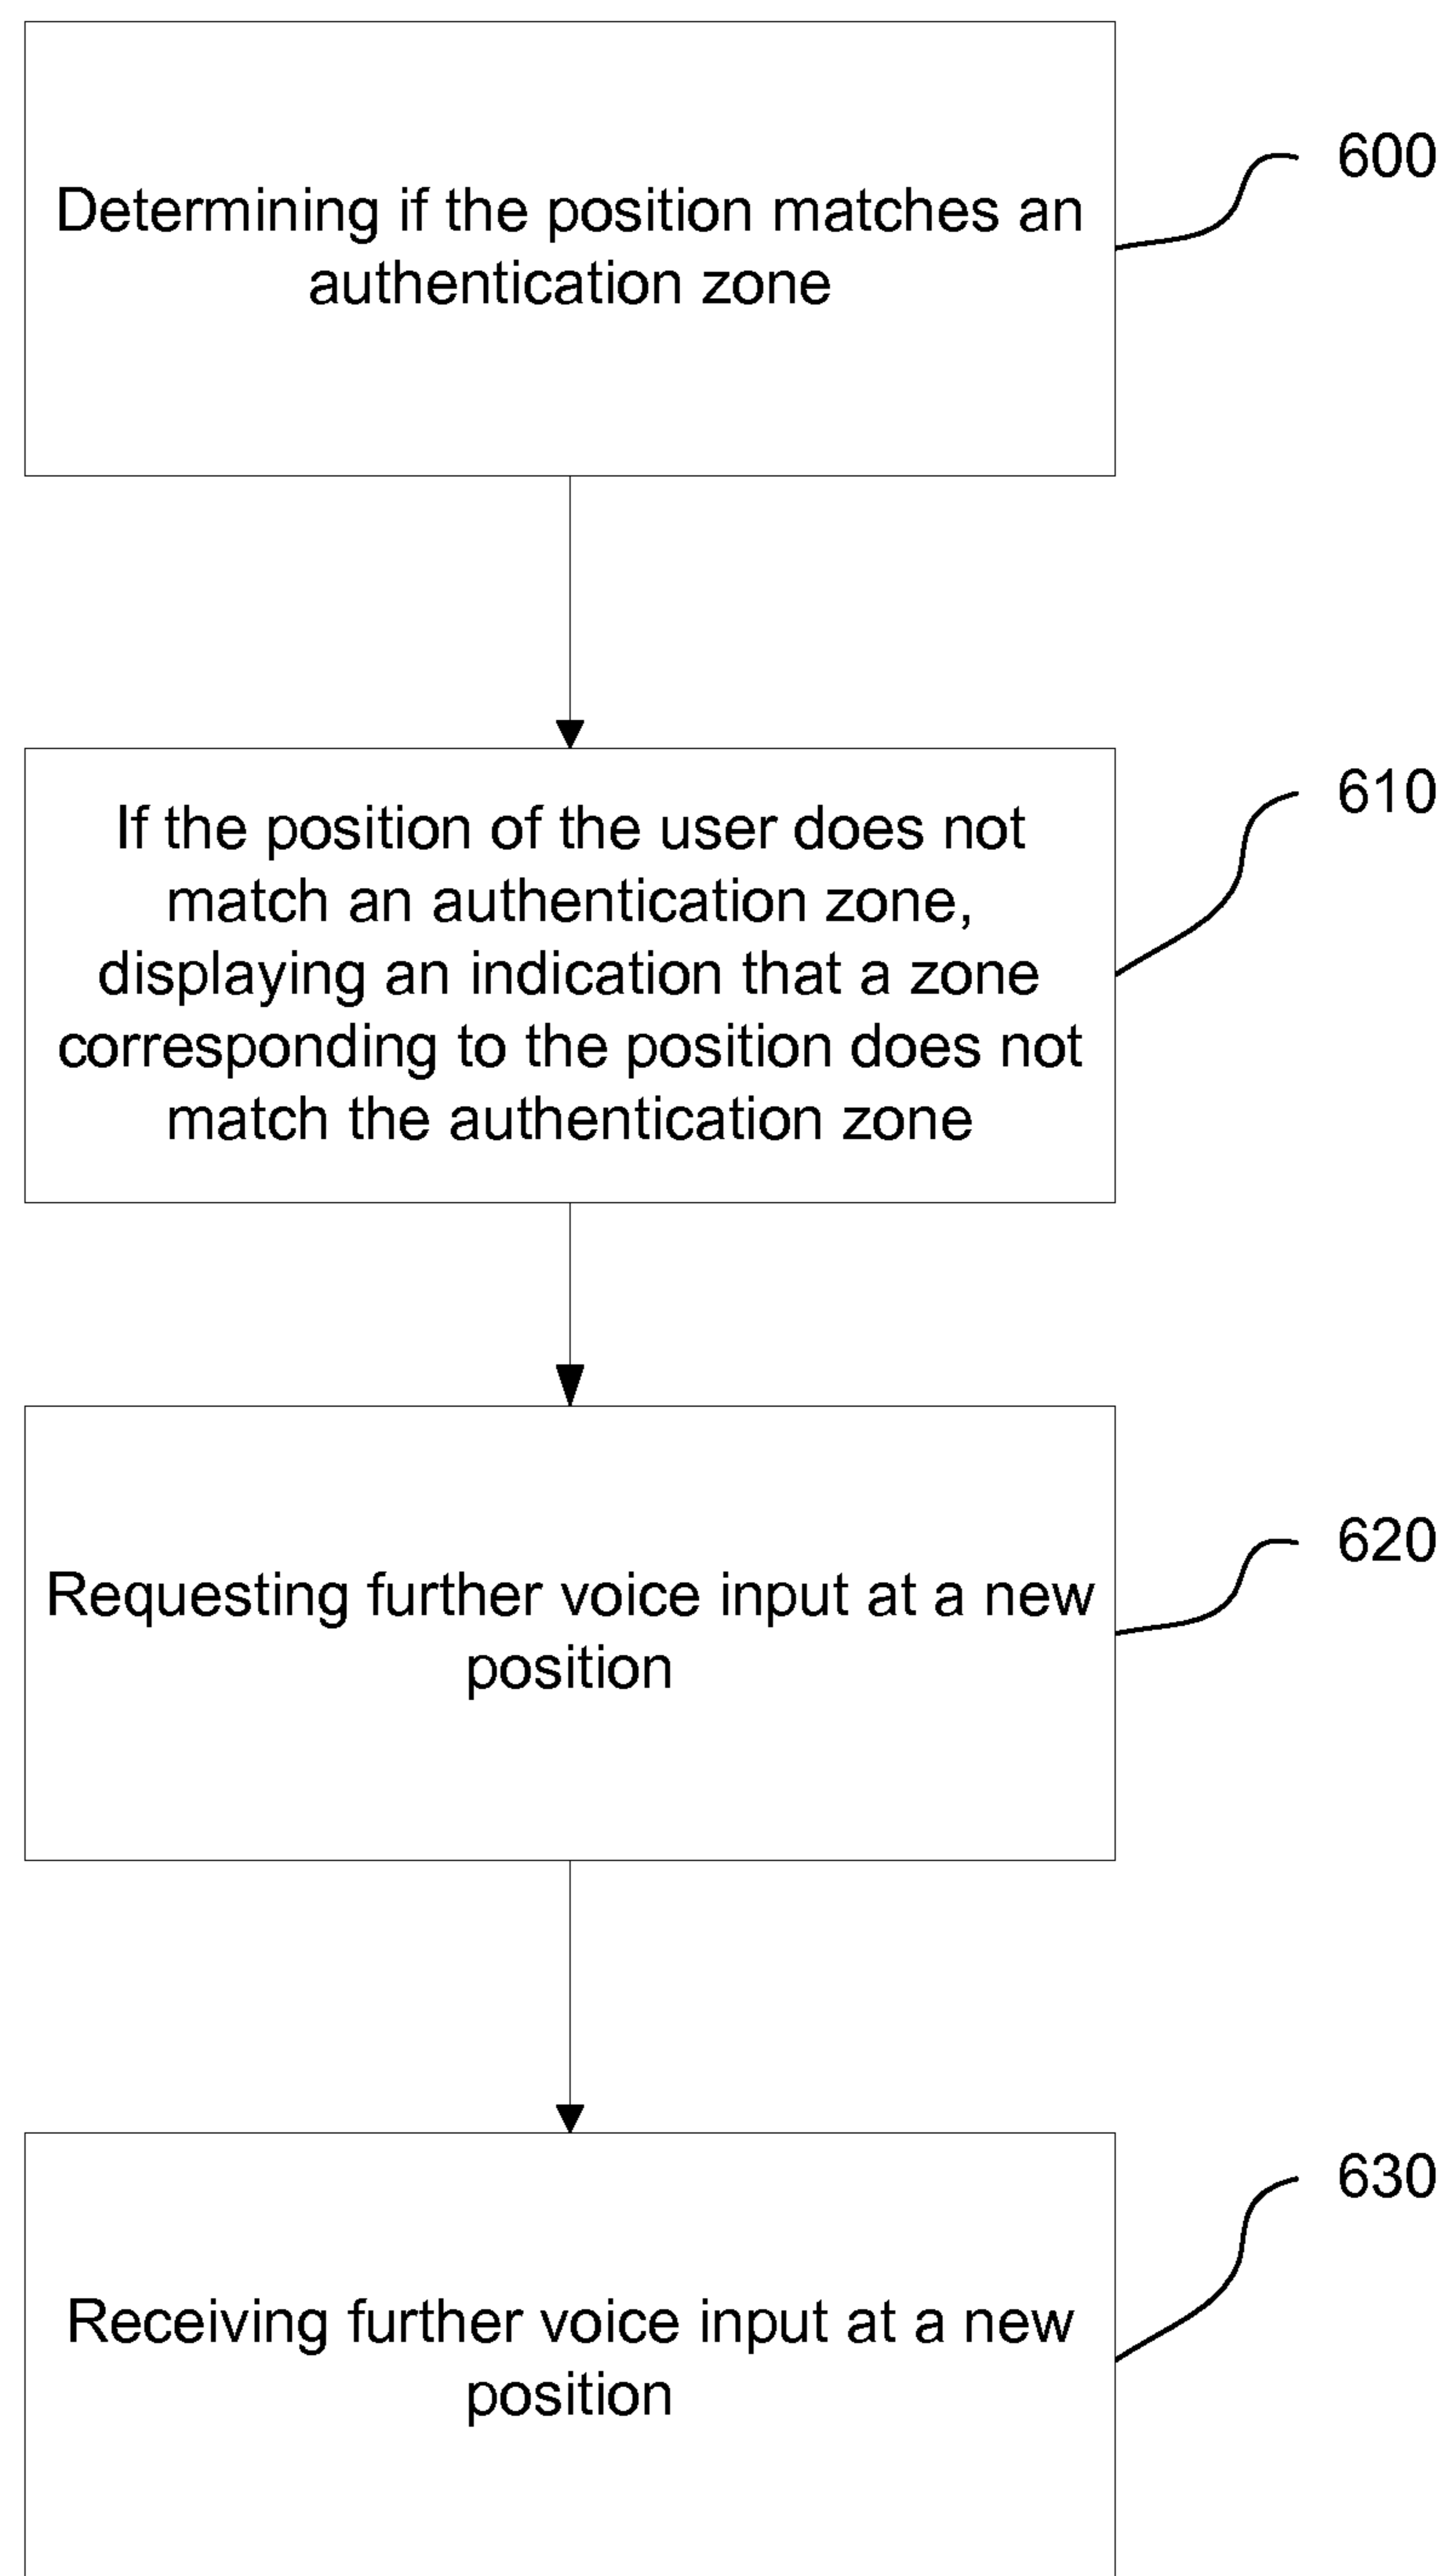 Determining if the position matches an
authentication zone
600
If the position of the user does not
match an authentication zone,
displaying an indication that a zone
corresponding to the position does not
match the authentication zone
610
Requesting further voice input at a new
position
620
Receiving further voice input at a new
position
630